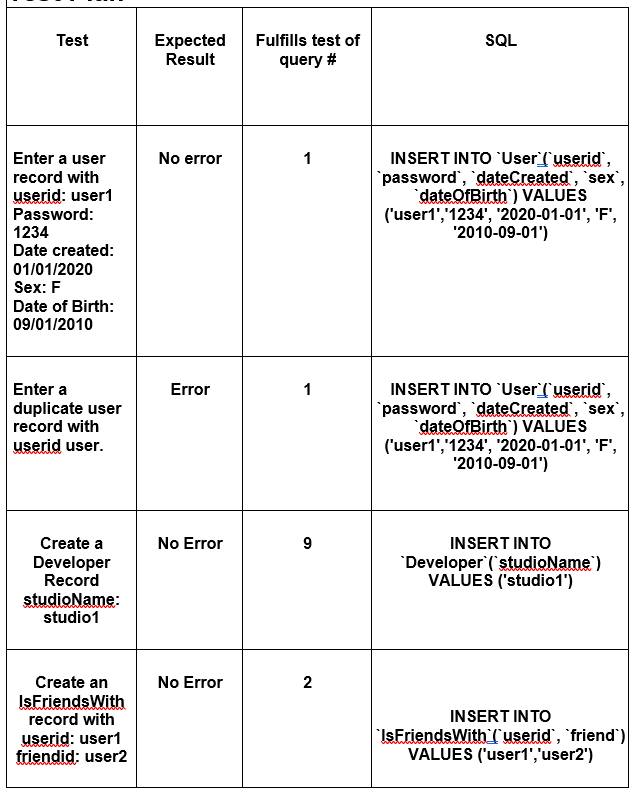 Test
Expected
Result
Fulfills test of
query #
SQL
Enter a user
record with
userid: user1
Password:
1234
Date created:
01/01/2020
Sex: F
Date of Birth:
09/01/2010
No error
1
INSERT INTO `User`(`userid`,
`password`, `dateCreated`, `sex`,
`dateOfBirth`) VALUES
('user1','1234', '2020-01-01', 'F',
'2010-09-01')
Enter a
duplicate user
record with
userid user.
Error
1
INSERT INTO `User`(`userid`,
`password`, `dateCreated`, `sex`,
`dateOfBirth`) VALUES
('user1','1234', '2020-01-01', 'F',
'2010-09-01')
Create a
Developer
Record
studioName:
studio1
No Error
9
INSERT INTO
`Developer`(`studioName`)
VALUES ('studio1')
Create an
IsFriendsWith
record with
userid: user1
friendid: user2
No Error
2
INSERT INTO
`IsFriendsWith`(`userid`, `friend`)
VALUES ('user1','user2')